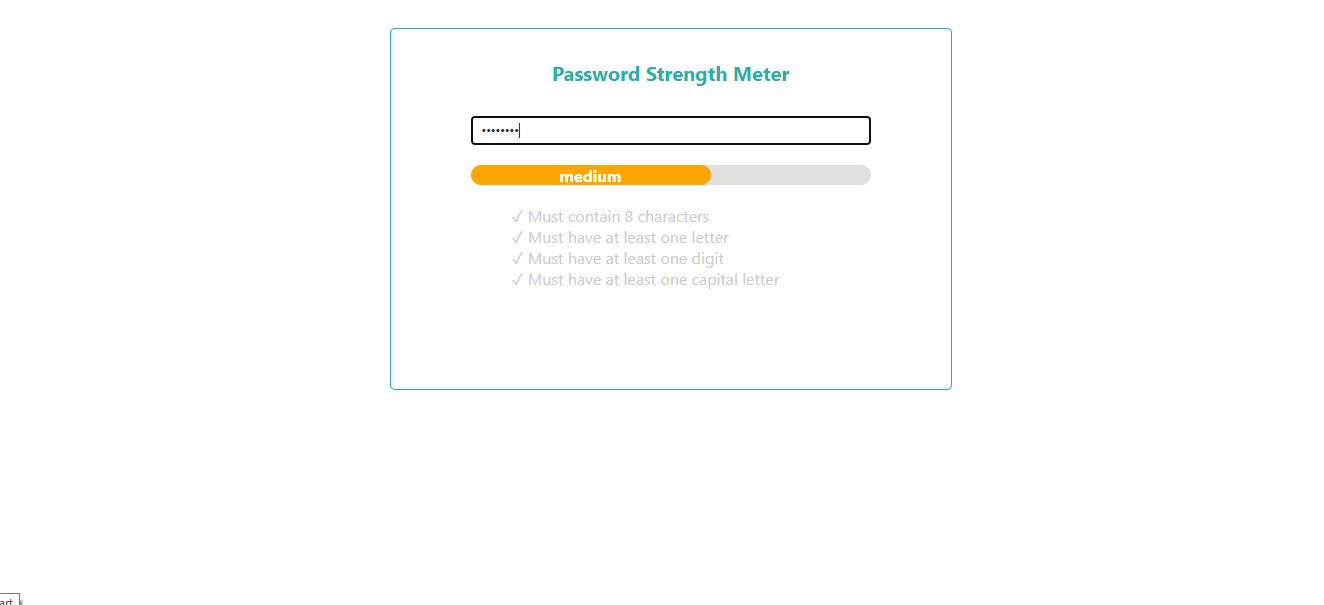 Password Strength Meter
••••••••
medium
✓ Must contain 8 characters
✓ Must have at least one letter
✓ Must have at least one digit
✓ Must have at least one capital letter
art